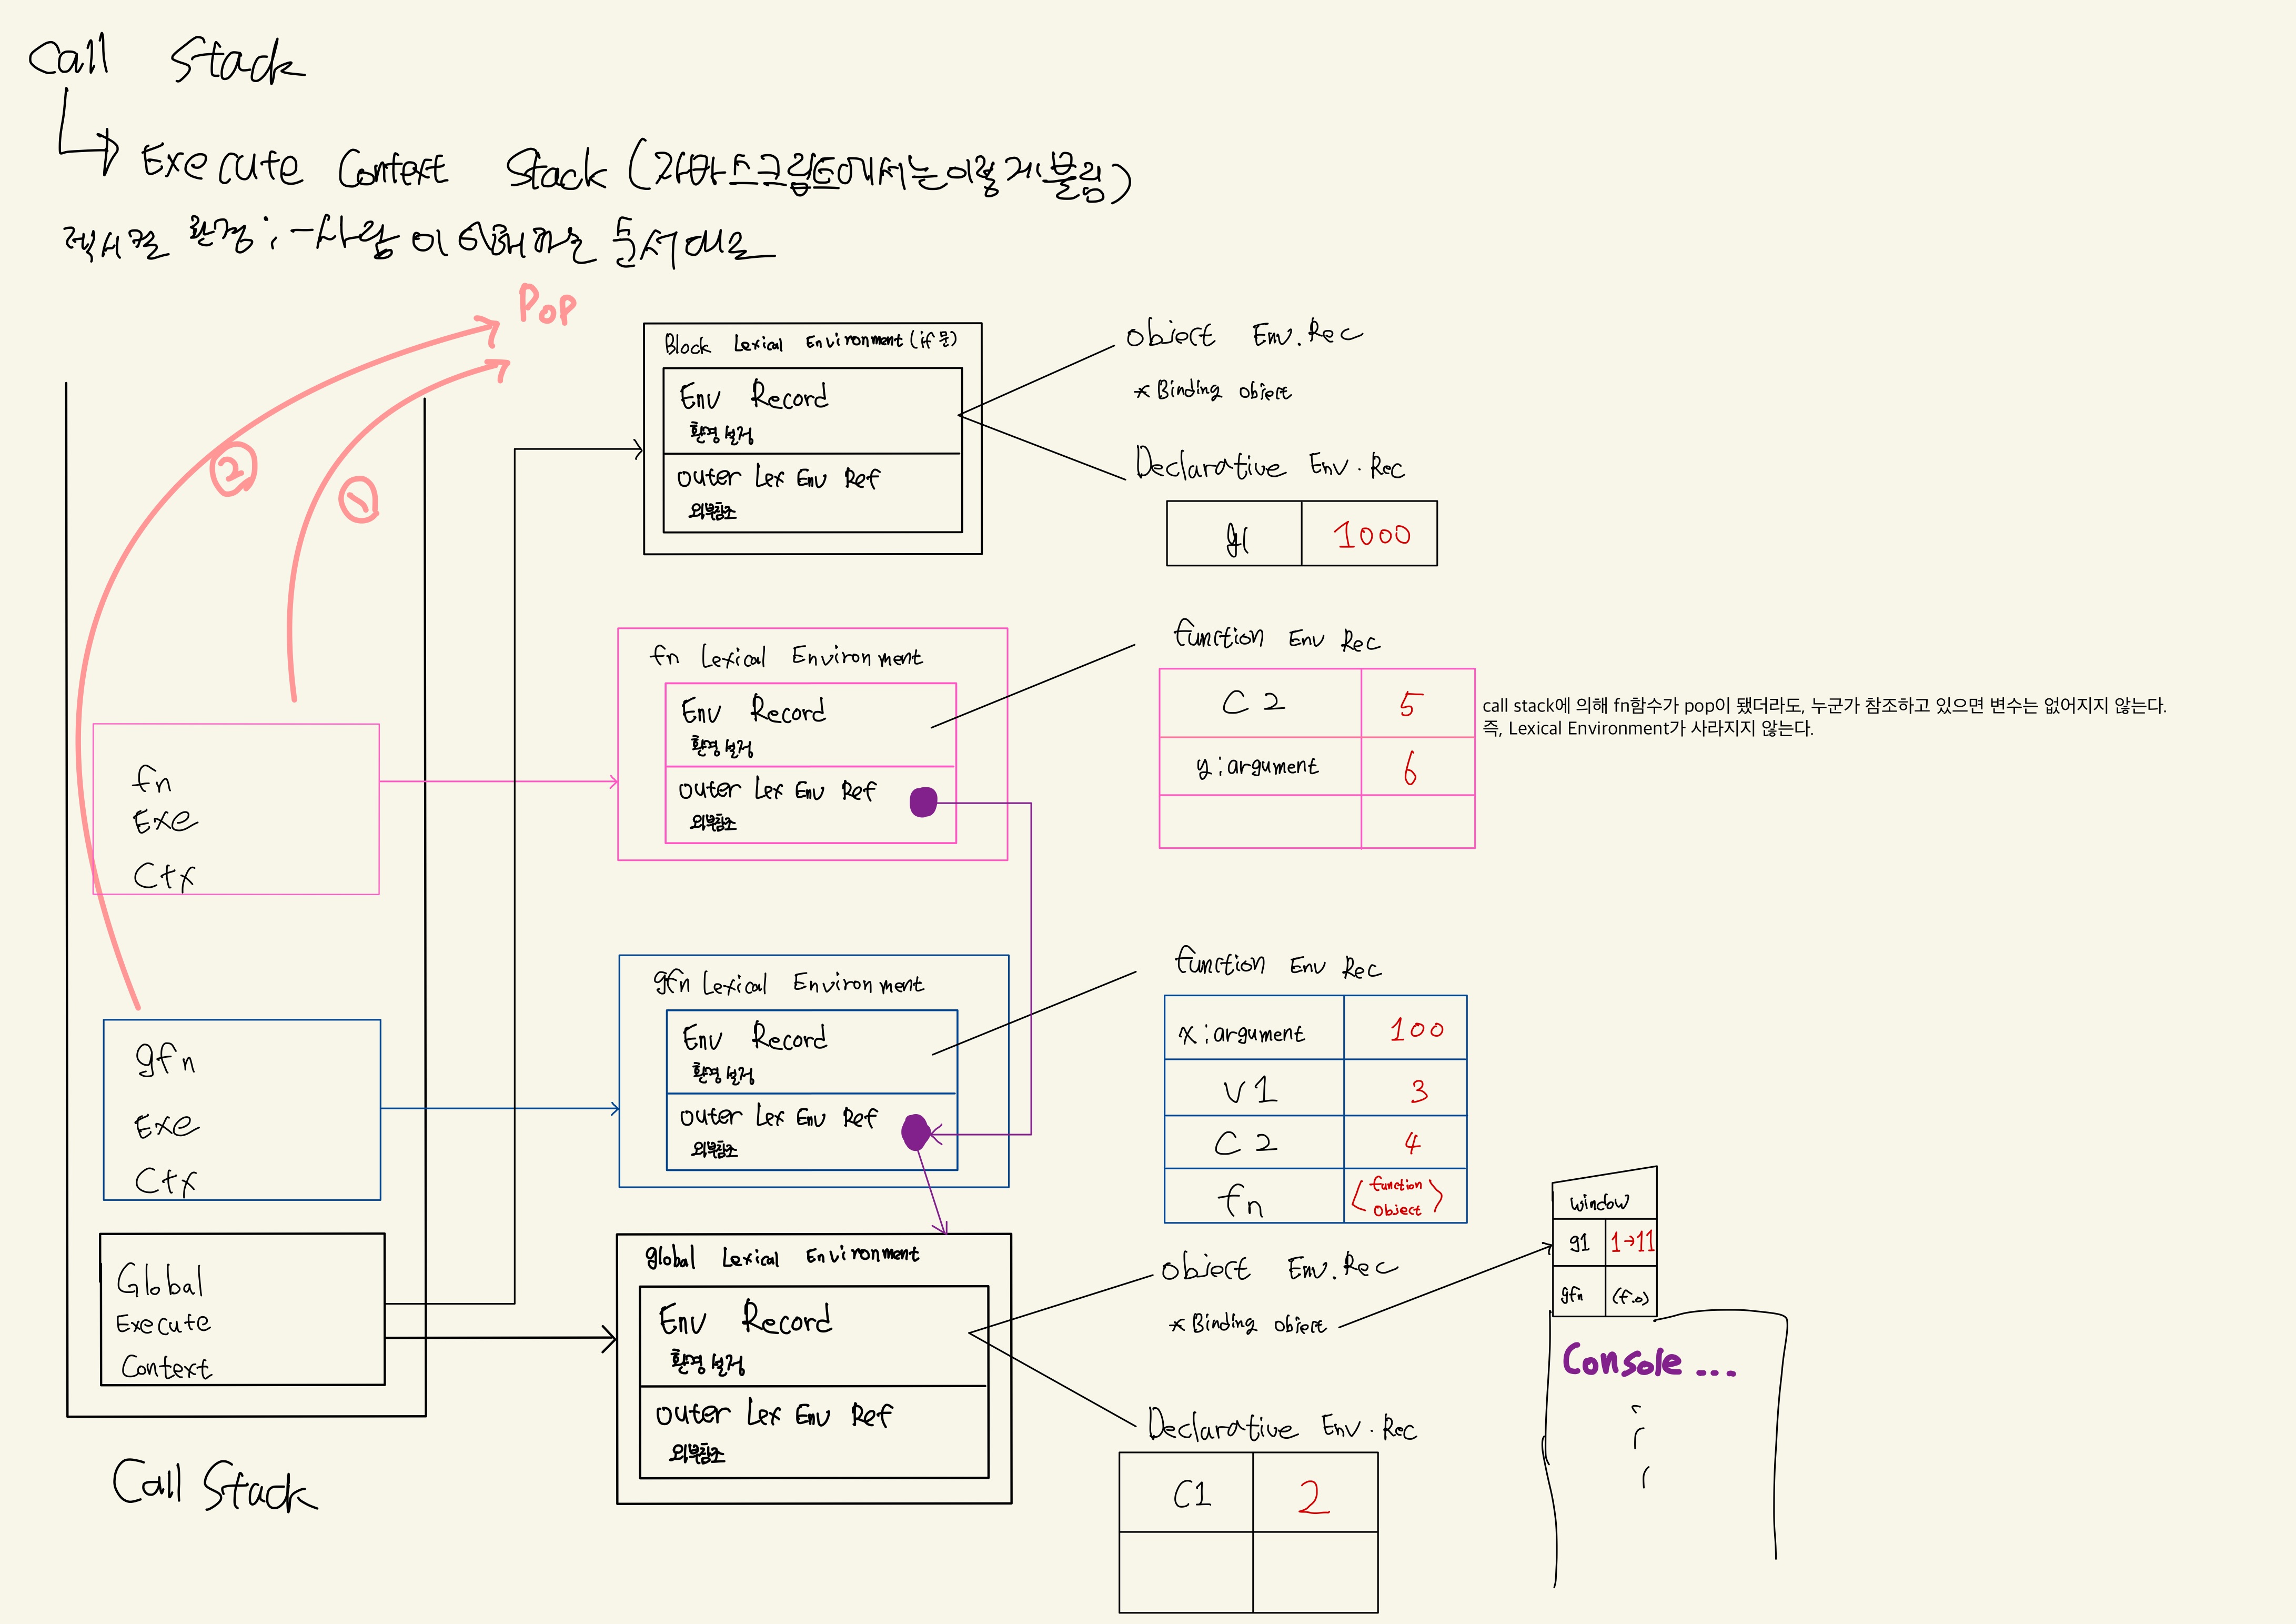 Call Stack
Execute Context Stack (자바스크립트에서는이렇게불림)
렉시컬 환경 : -사람이 이해하는 순서대로
POP
②
①
fn
Exe
Ctx
gfn
Exe
Ctx
Global
Execute
Context
Call Stack
Block Lexical Environment (if 문)
Env Record
환경설정
Outer Lex Env Ref
외부참조
Object Env.Rec
* Binding Object
Declarative Env.Rec
1000
fn Lexical Environment
Env Record
환경설정
Outer Lex Env Ref
외부참조
function Env Rec
C2 5
y:argument 6
call stack에 의해 fn함수가 pop이 됐더라도, 누군가 참조하고 있으면 변수는 없어지지 않는다.
즉, Lexical Environment가 사라지지 않는다.
gfn Lexical Environment
Env Record
환경설정
Outer Lex Env Ref
외부참조
function Env Rec
x:argument 100
V1 3
C2 4
fn <function Object>
global Lexical Environment
Env Record
환경설정
Outer Lex Env Ref
외부참조
Object Env.Rec
* Binding Object
Declarative Env.Rec
C1 2
window
g1 1→11
gfn (f.o)
Console ...